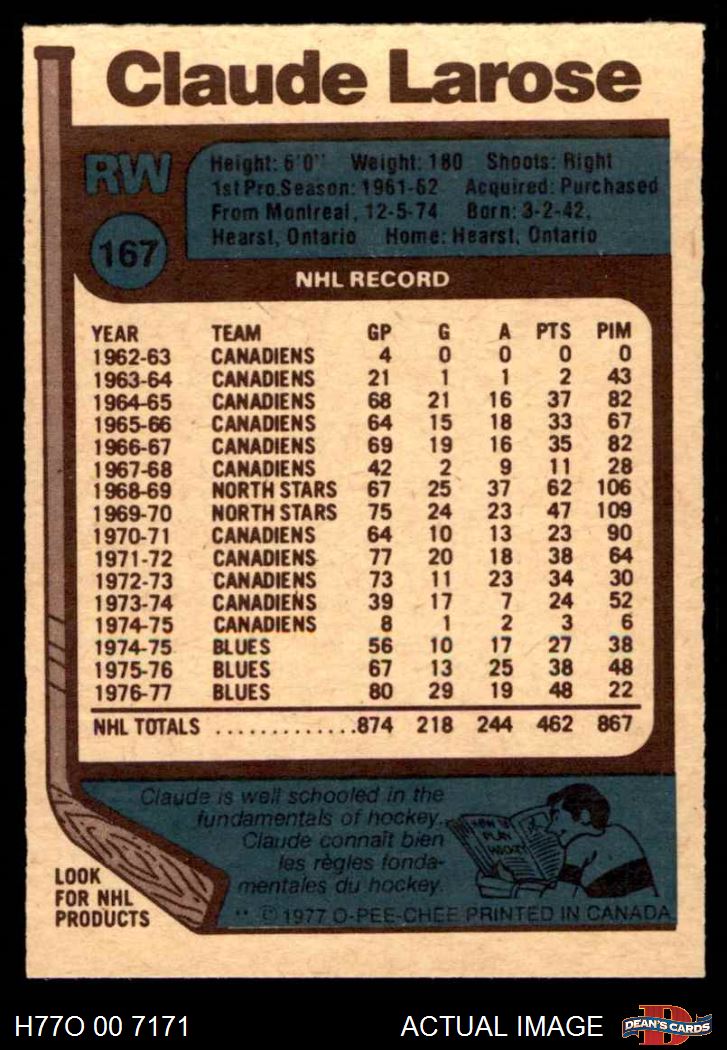 Claude Larose
RW
167
Height: 6'0" Weight: 180 Shoots: Right
1st Pro.Season: 1961-62 Acquired: Purchased
From Montreal, 12-5-74 Born: 3-2-42,
Hearst, Ontario Home: Hearst, Ontario
NHL RECORD
YEAR TEAM GP G A PTS PIM
1962-63 CANADIENS 4 0 0 0 0
1963-64 CANADIENS 21 1 1 2 43
1964-65 CANADIENS 68 21 16 37 82
1965-66 CANADIENS 64 15 18 33 67
1966-67 CANADIENS 69 19 16 35 82
1967-68 CANADIENS 42 2 9 11 28
1968-69 NORTH STARS 67 25 37 62 106
1969-70 NORTH STARS 75 24 23 47 109
1970-71 CANADIENS 64 10 13 23 90
1971-72 CANADIENS 77 20 18 38 64
1972-73 CANADIENS 73 11 23 34 30
1973-74 CANADIENS 39 17 7 24 52
1974-75 CANADIENS 8 1 2 3 6
1974-75 BLUES 56 10 17 27 38
1975-76 BLUES 67 13 25 38 48
1976-77 BLUES 80 29 19 48 22
NHL TOTALS .............874 218 244 462 867
Claude is well schooled in the
fundamentals of hockey.
Claude connaît bien
les règles fonda-
mentales du hockey.
HOW TO
PLAY
HOCKEY
LOOK
FOR NHL
PRODUCTS
** © 1977 O-PEE-CHEE PRINTED IN CANADA
H77O 00 7171 ACTUAL IMAGE
D
DEAN'S CARDS